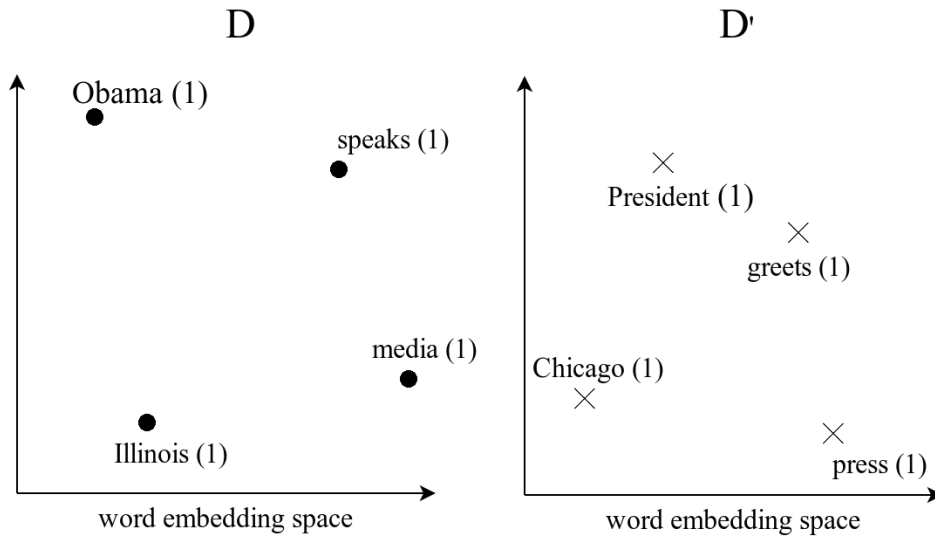 D
Obama (1)
speaks (1)
media (1)
Illinois (1)
word embedding space
D'
President (1)
greets (1)
Chicago (1)
press (1)
word embedding space